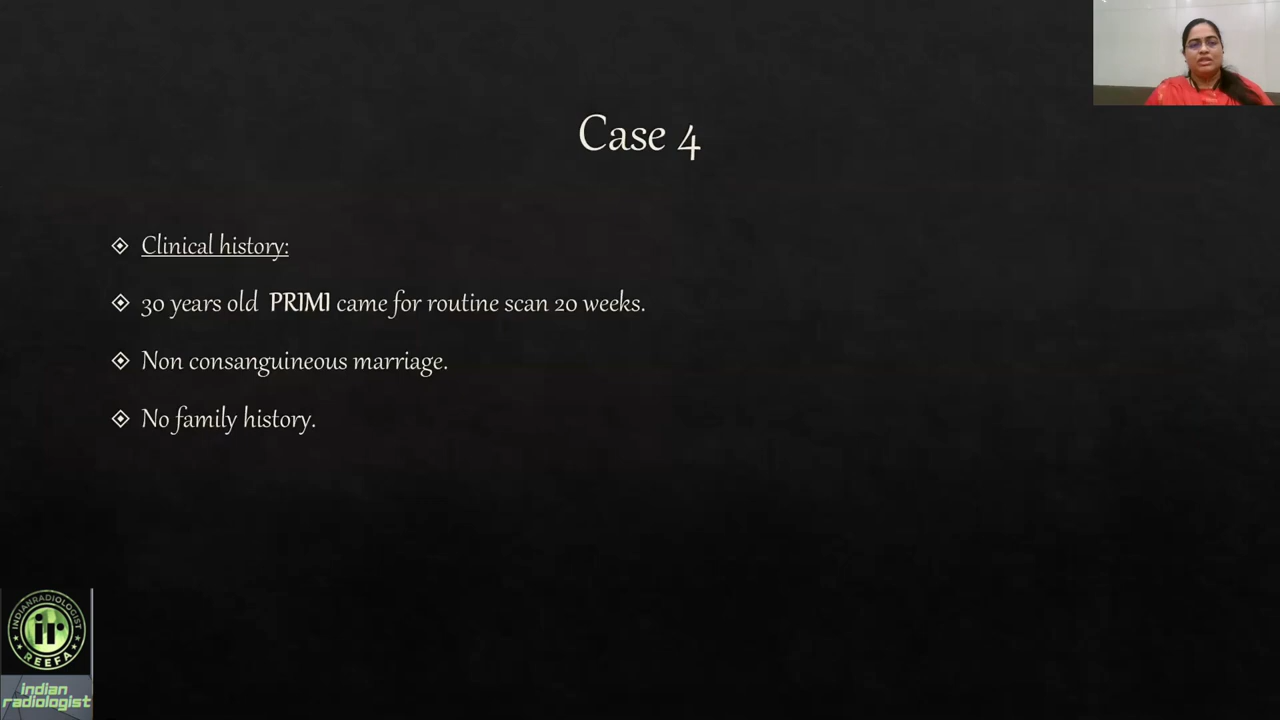 Case 4
Clinical history:
30 years old PRIMI came for routine scan 20 weeks.
Non consanguineous marriage.
No family history.
INDIANRADIOLOGIST
ir
REEFA
indian
radiologist